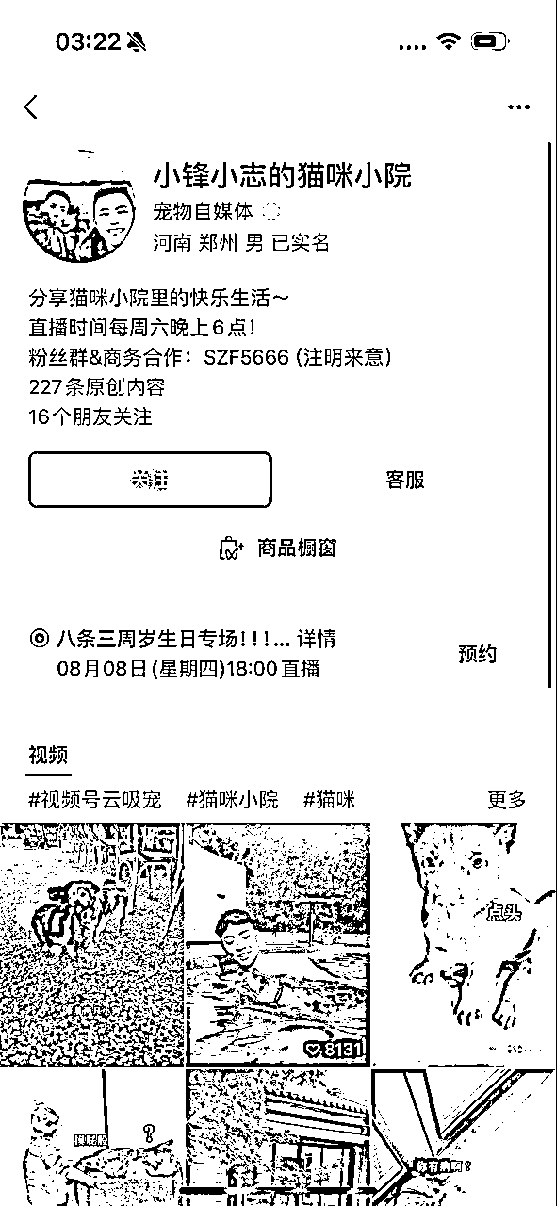 03:22
小锋小志的猫咪小院
宠物自媒体
河南 郑州 男 已实名
分享猫咪小院里的快乐生活～
直播时间每周六晚上6点！
粉丝群&商务合作：SZF5666 (注明来意)
227条原创内容
16个朋友关注
关注
客服
商品橱窗
八条三周岁生日专场！！！... 详情
08月08日(星期四)18:00直播
预约
视频
#视频号云吸宠 #猫咪小院 #猫咪 更多
点头
8131
?